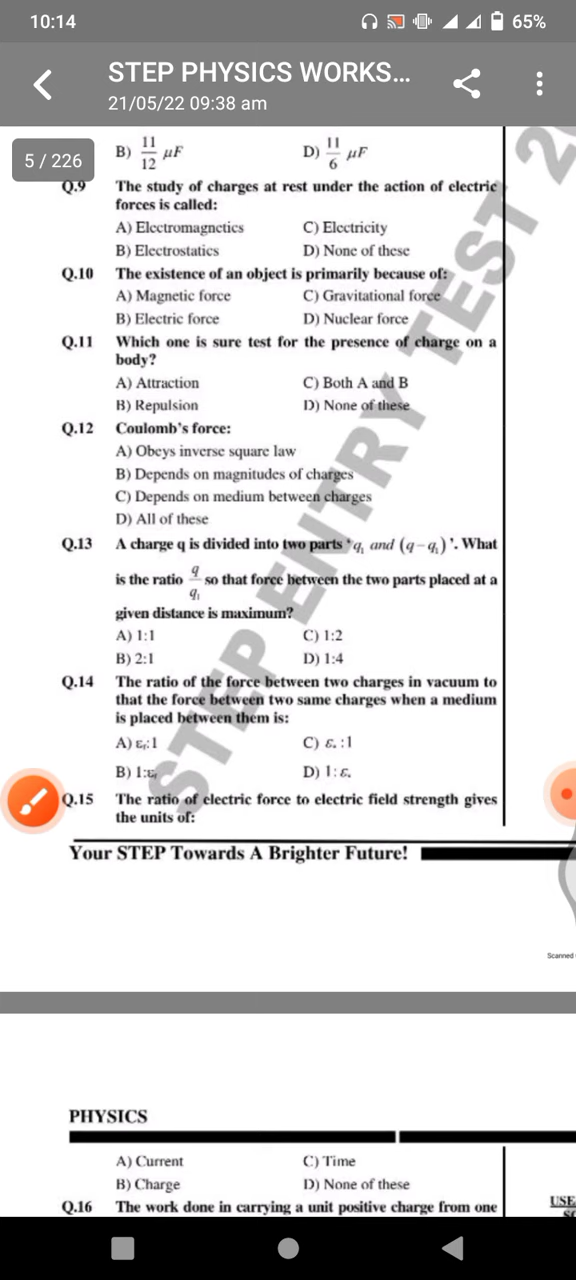 10:14
65%
STEP PHYSICS WORKS...
21/05/22 09:38 am
5 / 226
B) 11/12 μF D) 11/6 μF
Q.9 The study of charges at rest under the action of electric
forces is called:
A) Electromagnetics C) Electricity
B) Electrostatics D) None of these
Q.10 The existence of an object is primarily because of:
A) Magnetic force C) Gravitational force
B) Electric force D) Nuclear force
Q.11 Which one is sure test for the presence of charge on a
body?
A) Attraction C) Both A and B
B) Repulsion D) None of these
Q.12 Coulomb's force:
A) Obeys inverse square law
B) Depends on magnitudes of charges
C) Depends on medium between charges
D) All of these
Q.13 A charge q is divided into two parts ‘q₁ and (q−q₁)’. What
is the ratio q/q₁ so that force between the two parts placed at a
given distance is maximum?
A) 1:1 C) 1:2
B) 2:1 D) 1:4
Q.14 The ratio of the force between two charges in vacuum to
that the force between two same charges when a medium
is placed between them is:
A) εᵣ:1 C) ε∘:1
B) 1:εᵣ D) 1:ε∘
Q.15 The ratio of electric force to electric field strength gives
the units of:
STEP ENTRY TEST 2
Your STEP Towards A Brighter Future!
Scanned
PHYSICS
A) Current C) Time
B) Charge D) None of these
Q.16 The work done in carrying a unit positive charge from one
USE